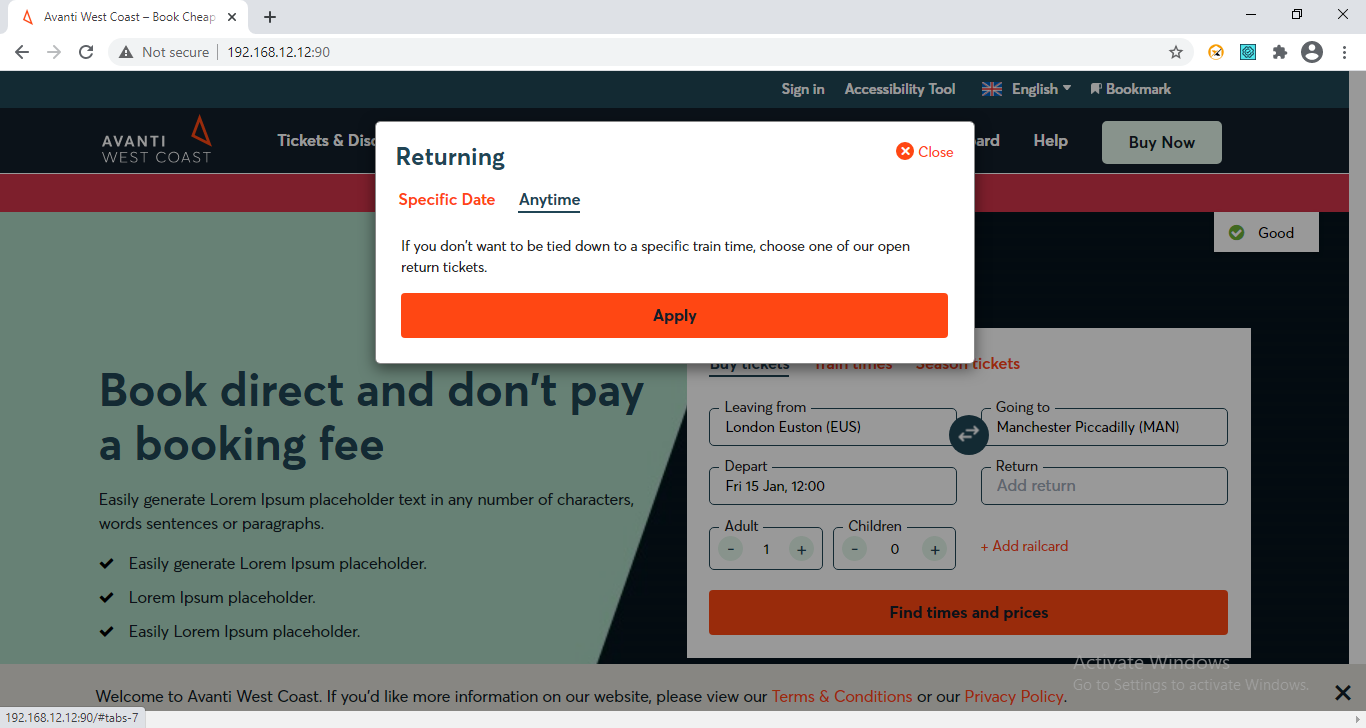 Avanti West Coast – Book Cheap
Not secure
192.168.12.12:90
Sign in
Accessibility Tool
English
Bookmark
AVANTI
WEST COAST
Tickets &
Help
Buy Now
Returning
Close
Specific Date
Anytime
If you don't want to be tied down to a specific train time, choose one of our open
return tickets.
Apply
Good
Book direct and don't pay
a booking fee
Easily generate Lorem Ipsum placeholder text in any number of characters,
words sentences or paragraphs.
Easily generate Lorem Ipsum placeholder.
Lorem Ipsum placeholder.
Easily Lorem Ipsum placeholder.
Buy tickets
Train times
Season tickets
Leaving from
London Euston (EUS)
Going to
Manchester Piccadilly (MAN)
Depart
Fri 15 Jan, 12:00
Return
Add return
Adult
- 1 +
Children
- 0 +
+ Add railcard
Find times and prices
Activate Windows
Go to Settings to activate Windows.
Welcome to Avanti West Coast. If you'd like more information on our website, please view our Terms & Conditions or our Privacy Policy.
192.168.12.12:90/#tabs-7